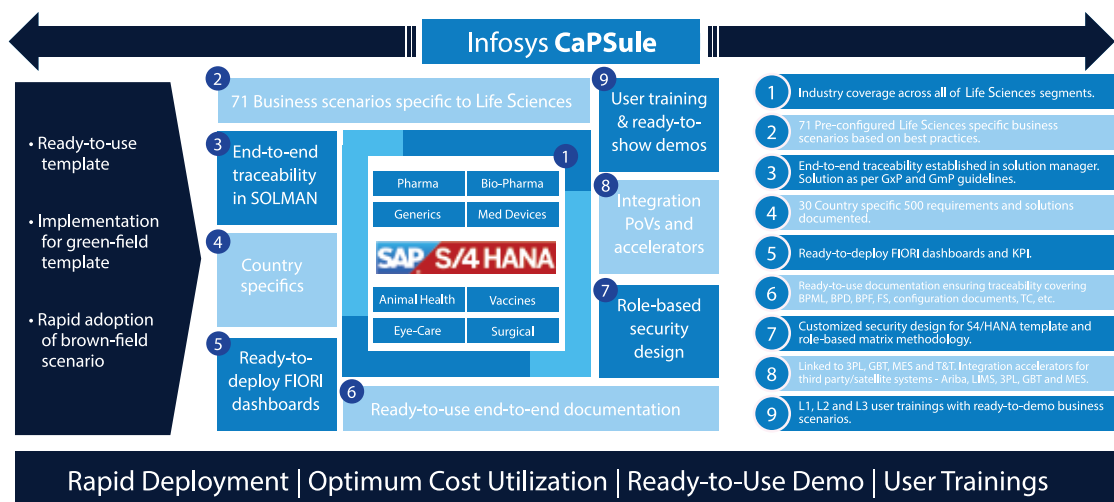 Infosys CaPSule
• Ready-to-use
template
• Implementation
for green-field
template
• Rapid adoption
of brown-field
scenario
2
71 Business scenarios specific to Life Sciences
3
End-to-end
traceability
in SOLMAN
4
Country
specifics
5
Ready-to-
deploy FIORI
dashboards
1
Pharma
Bio-Pharma
Generics
Med Devices
SAP S/4 HANA
Animal Health
Vaccines
Eye-Care
Surgical
6
Ready-to-use end-to-end documentation
9
User training
& ready-to-
show demos
8
Integration
PoVs and
accelerators
7
Role-based
security
design
1
Industry coverage across all of Life Sciences segments.
2
71 Pre-configured Life Sciences specific business
scenarios based on best practices.
3
End-to-end traceability established in solution manager.
Solution as per GxP and GmP guidelines.
4
30 Country specific 500 requirements and solutions
documented.
5
Ready-to-deploy FIORI dashboards and KPI.
6
Ready-to-use documentation ensuring traceability covering
BPML, BPD, BPF, FS, configuration documents, TC, etc.
7
Customized security design for S4/HANA template and
role-based matrix methodology.
8
Linked to 3PL, GBT, MES and T&T. Integration accelerators for
third party/satellite systems - Ariba, LIMS, 3PL, GBT and MES.
9
L1, L2 and L3 user trainings with ready-to-demo business
scenarios.
Rapid Deployment | Optimum Cost Utilization | Ready-to-Use Demo | User Trainings